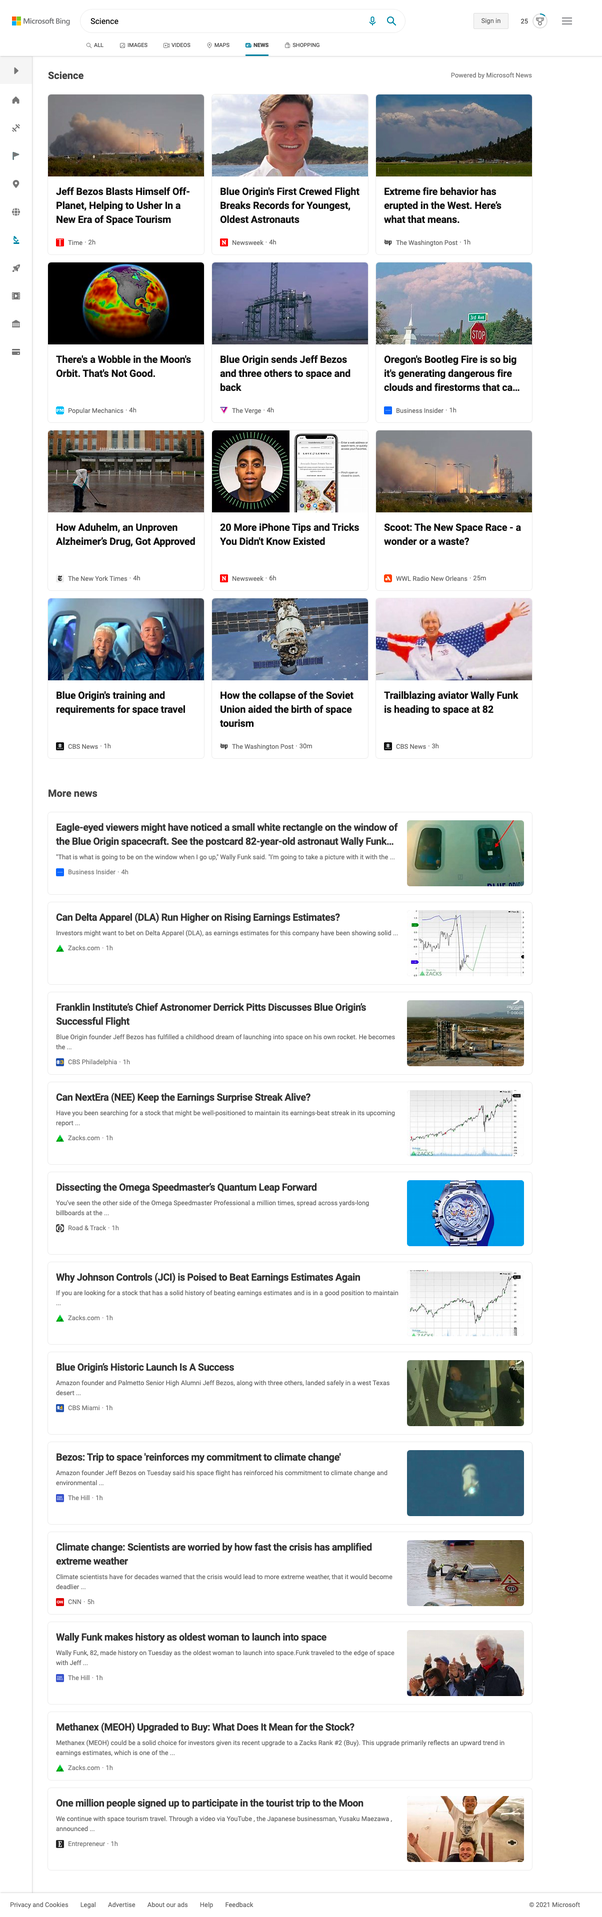 Microsoft Bing
Science
Sign in
25
ALL
IMAGES
VIDEOS
MAPS
NEWS
SHOPPING
Science
Powered by Microsoft News
Jeff Bezos Blasts Himself Off-
Planet, Helping to Usher In a
New Era of Space Tourism
Time · 2h
Blue Origin's First Crewed Flight
Breaks Records for Youngest,
Oldest Astronauts
Newsweek · 4h
Extreme fire behavior has
erupted in the West. Here's
what that means.
The Washington Post · 1h
There's a Wobble in the Moon's
Orbit. That's Not Good.
Popular Mechanics · 4h
Blue Origin sends Jeff Bezos
and three others to space and
back
The Verge · 4h
3rd Ave
STOP
Oregon's Bootleg Fire is so big
it's generating dangerous fire
clouds and firestorms that ca...
Business Insider · 1h
How Aduhelm, an Unproven
Alzheimer's Drug, Got Approved
The New York Times · 4h
20 More iPhone Tips and Tricks
You Didn't Know Existed
Newsweek · 6h
Scoot: The New Space Race - a
wonder or a waste?
WWL Radio New Orleans · 25m
Blue Origin's training and
requirements for space travel
CBS News · 1h
How the collapse of the Soviet
Union aided the birth of space
tourism
The Washington Post · 30m
Trailblazing aviator Wally Funk
is heading to space at 82
CBS News · 3h
More news
Eagle-eyed viewers might have noticed a small white rectangle on the window of
the Blue Origin spacecraft. See the postcard 82-year-old astronaut Wally Funk...
"That is what is going to be on the window when I go up," Wally Funk said. "I'm going to take a picture with it with the ...
Business Insider · 4h
Can Delta Apparel (DLA) Run Higher on Rising Earnings Estimates?
Investors might want to bet on Delta Apparel (DLA), as earnings estimates for this company have been showing solid ...
Zacks.com · 1h
ZACKS
Franklin Institute's Chief Astronomer Derrick Pitts Discusses Blue Origin's
Successful Flight
Blue Origin founder Jeff Bezos has fulfilled a childhood dream of launching into space on his own rocket. He becomes
the ...
CBS Philadelphia · 1h
Can NextEra (NEE) Keep the Earnings Surprise Streak Alive?
Have you been searching for a stock that might be well-positioned to maintain its earnings-beat streak in its upcoming
report ...
Zacks.com · 1h
ZACKS
Dissecting the Omega Speedmaster's Quantum Leap Forward
You've seen the other side of the Omega Speedmaster Professional a million times, spread across yards-long
billboards at the ...
Road & Track · 1h
Why Johnson Controls (JCI) is Poised to Beat Earnings Estimates Again
If you are looking for a stock that has a solid history of beating earnings estimates and is in a good position to maintain
...
Zacks.com · 1h
ZACKS
Blue Origin's Historic Launch Is A Success
Amazon founder and Palmetto Senior High Alumni Jeff Bezos, along with three others, landed safely in a west Texas
desert ...
CBS Miami · 1h
Bezos: Trip to space 'reinforces my commitment to climate change'
Amazon founder Jeff Bezos on Tuesday said his space flight has reinforced his commitment to climate change and
environmental ...
The Hill · 1h
Climate change: Scientists are worried by how fast the crisis has amplified
extreme weather
Climate scientists have for decades warned that the crisis would lead to more extreme weather, that it would become
deadlier ...
CNN · 5h
Wally Funk makes history as oldest woman to launch into space
Wally Funk, 82, made history on Tuesday as the oldest woman to launch into space.Funk traveled to the edge of space
with Jeff ...
The Hill · 1h
Methanex (MEOH) Upgraded to Buy: What Does It Mean for the Stock?
Methanex (MEOH) could be a solid choice for investors given its recent upgrade to a Zacks Rank #2 (Buy). This upgrade primarily reflects an upward trend in
earnings estimates, which is one of the ...
Zacks.com · 1h
One million people signed up to participate in the tourist trip to the Moon
We continue with space tourism travel. Through a video via YouTube , the Japanese businessman, Yusaku Maezawa ,
announced ...
Entrepreneur · 1h
Privacy and Cookies
Legal
Advertise
About our ads
Help
Feedback
© 2021 Microsoft